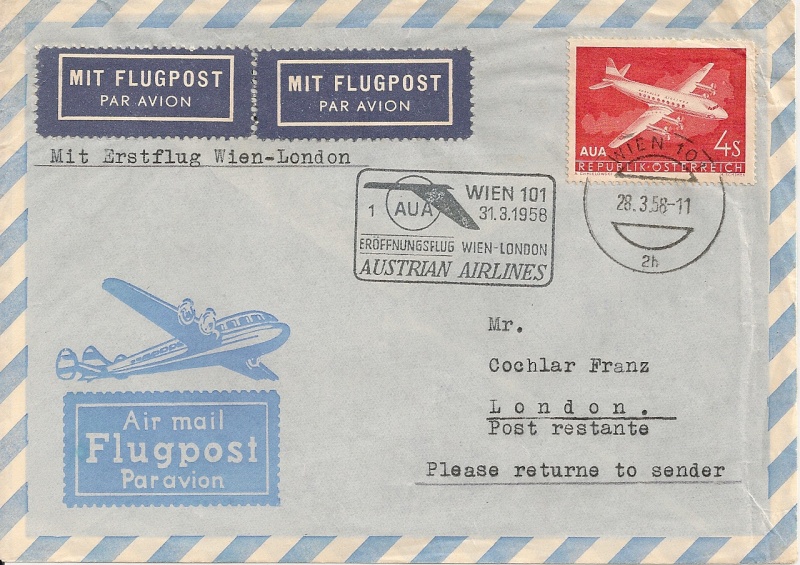 MIT FLUGPOST
PAR AVION
MIT FLUGPOST
PAR AVION
AUA 4S
REPUBLIK·ÖSTERREICH
Mit Erstflug Wien-London
WIEN 101
28.3.58-11
2b
1 AUA WIEN 101
31.3.1958
ERÖFFNUNGSFLUG WIEN-LONDON
AUSTRIAN AIRLINES
Mr.
Cochlar Franz
London.
Post restante
Please returne to sender
Air mail
Flugpost
Par avion